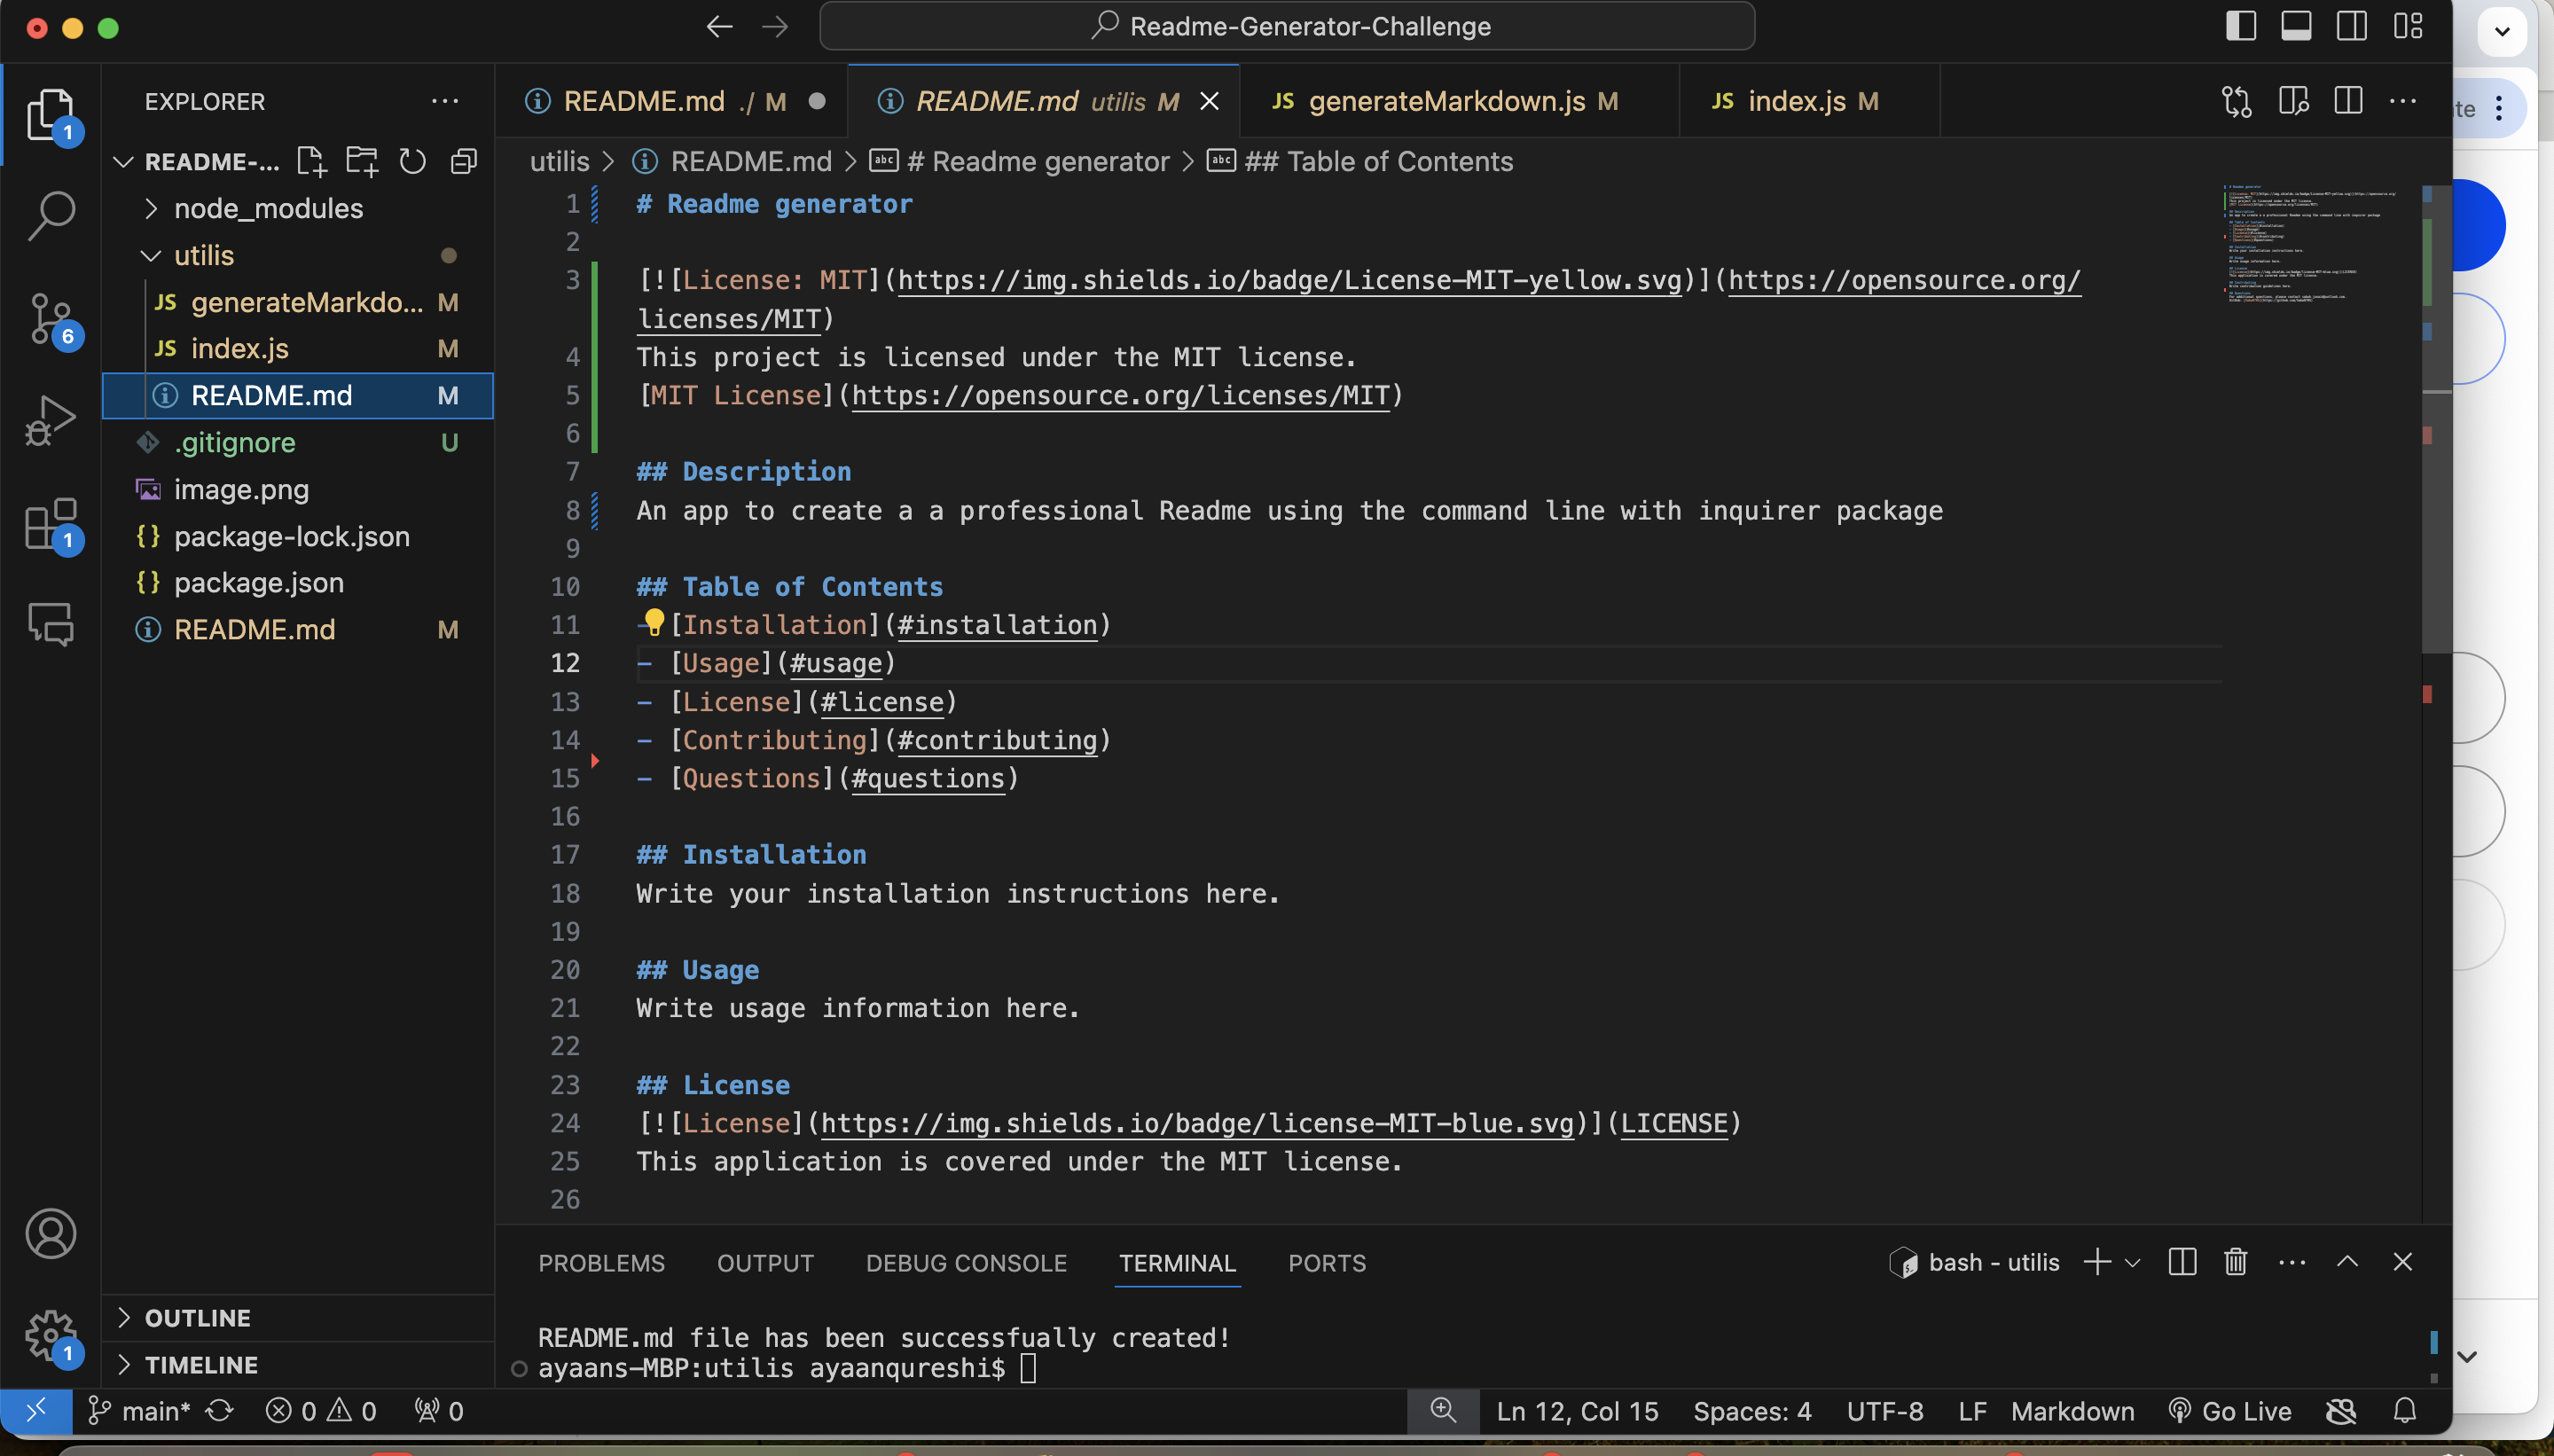 Readme-Generator-Challenge
EXPLORER
README.md ./ M
README.md utilis M
JS generateMarkdown.js M
JS index.js M
te
README-...
utilis > README.md > # Readme generator > ## Table of Contents
node_modules
utilis
JS generateMarkdo... M
JS index.js M
README.md M
.gitignore U
image.png
{} package-lock.json
{} package.json
README.md M
OUTLINE
TIMELINE
1
6
1
1
1 # Readme generator
2
3 [![License: MIT](https://img.shields.io/badge/License-MIT-yellow.svg)](https://opensource.org/
licenses/MIT)
4 This project is licensed under the MIT license.
5 [MIT License](https://opensource.org/licenses/MIT)
6
7 ## Description
8 An app to create a a professional Readme using the command line with inquirer package
9
10 ## Table of Contents
11 - [Installation](#installation)
12 - [Usage](#usage)
13 - [License](#license)
14 - [Contributing](#contributing)
15 - [Questions](#questions)
16
17 ## Installation
18 Write your installation instructions here.
19
20 ## Usage
21 Write usage information here.
22
23 ## License
24 [![License](https://img.shields.io/badge/license-MIT-blue.svg)](LICENSE)
25 This application is covered under the MIT license.
26
PROBLEMS OUTPUT DEBUG CONSOLE TERMINAL PORTS
bash - utilis
README.md file has been successfully created!
ayaans-MBP:utilis ayaanqureshi$
main* 0 0 0
Ln 12, Col 15 Spaces: 4 UTF-8 LF Markdown Go Live